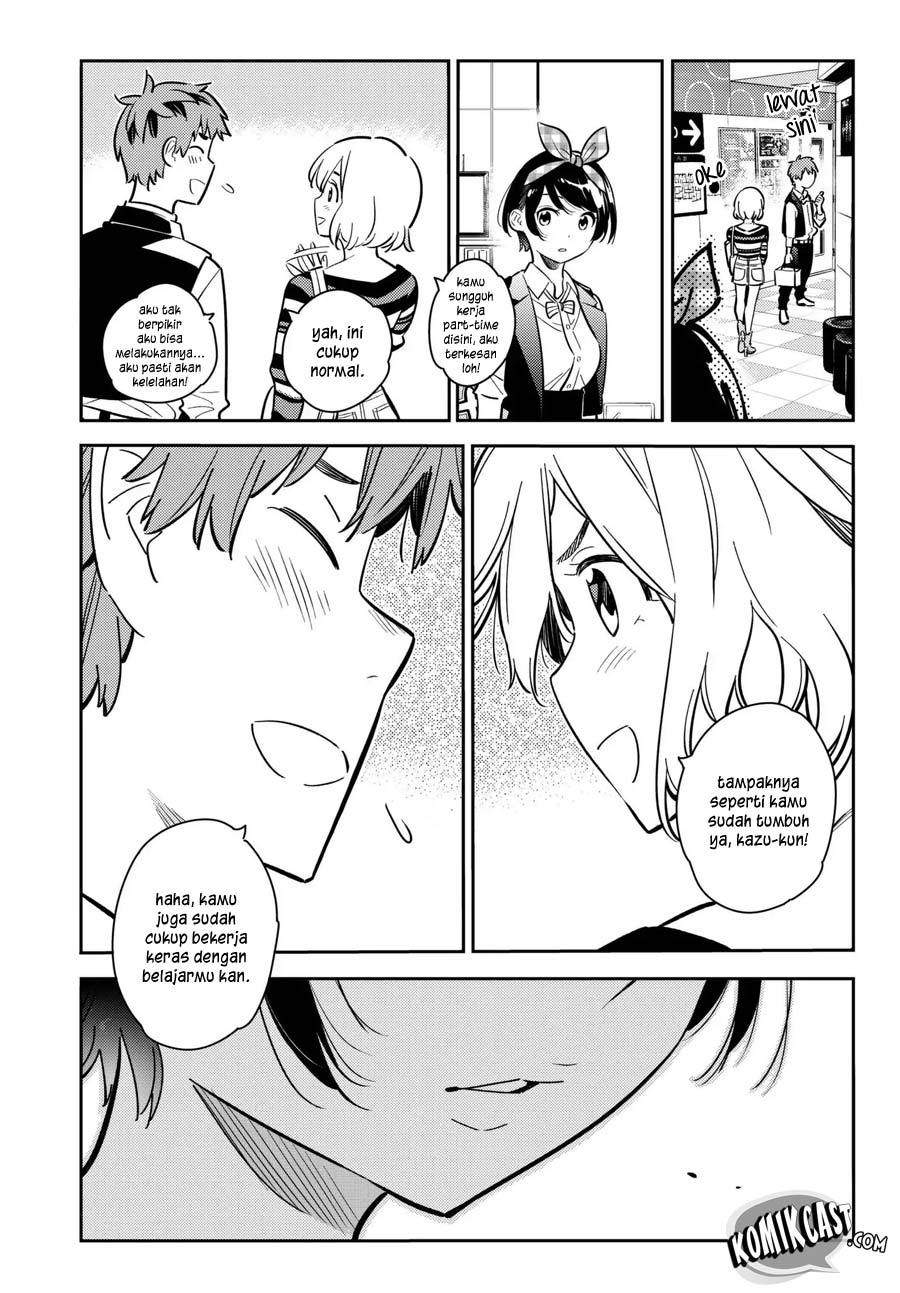 lewat
sini
oke
kamu
sungguh
kerja
part-time
disini, aku
terkesan
loh!
yah, ini
cukup
normal.
aku tak
berpikir
aku bisa
melakukannya...
aku pasti akan
kelelahan!
tampaknya
seperti kamu
sudah tumbuh
ya, kazu-kun!
haha, kamu
juga sudah
cukup bekerja
keras dengan
belajarmu kan.
KOMIKCAST.COM